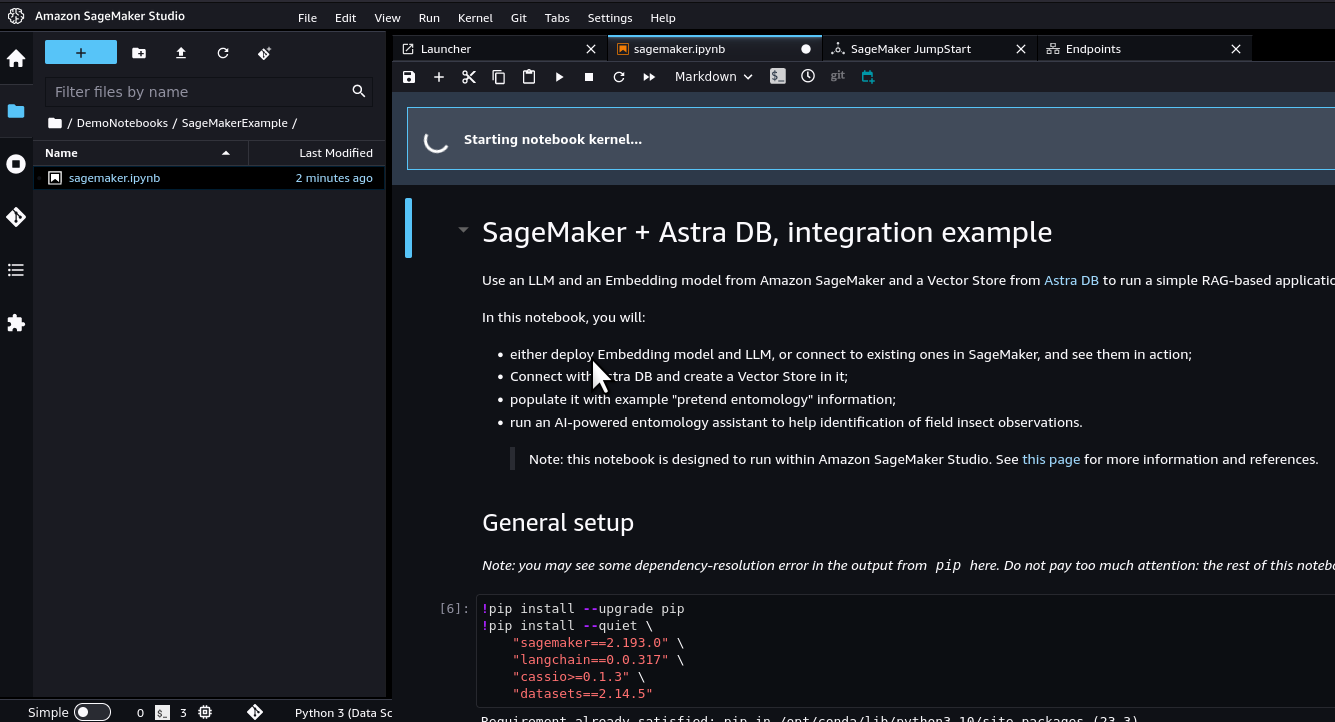 Amazon SageMaker Studio
File Edit View Run Kernel Git Tabs Settings Help
+
Filter files by name
/ DemoNotebooks / SageMakerExample /
Name Last Modified
sagemaker.ipynb 2 minutes ago
Launcher
sagemaker.ipynb
SageMaker JumpStart
Endpoints
Markdown $_ git
Starting notebook kernel...
SageMaker + Astra DB, integration example
Use an LLM and an Embedding model from Amazon SageMaker and a Vector Store from Astra DB to run a simple RAG-based applicatio
In this notebook, you will:
• either deploy Embedding model and LLM, or connect to existing ones in SageMaker, and see them in action;
• Connect with stra DB and create a Vector Store in it;
• populate it with example "pretend entomology" information;
• run an AI-powered entomology assistant to help identification of field insect observations.
Note: this notebook is designed to run within Amazon SageMaker Studio. See this page for more information and references.
General setup
Note: you may see some dependency-resolution error in the output from pip here. Do not pay too much attention: the rest of this notebo
[6]: !pip install --upgrade pip
!pip install --quiet \
"sagemaker==2.193.0" \
"langchain==0.0.317" \
"cassio>=0.1.3" \
"datasets==2.14.5"
Requirement already satisfied: pip in /opt/conda/lib/python3.10/site-packages (23.3)
Simple 0 $_ 3 Python 3 (Data Sc